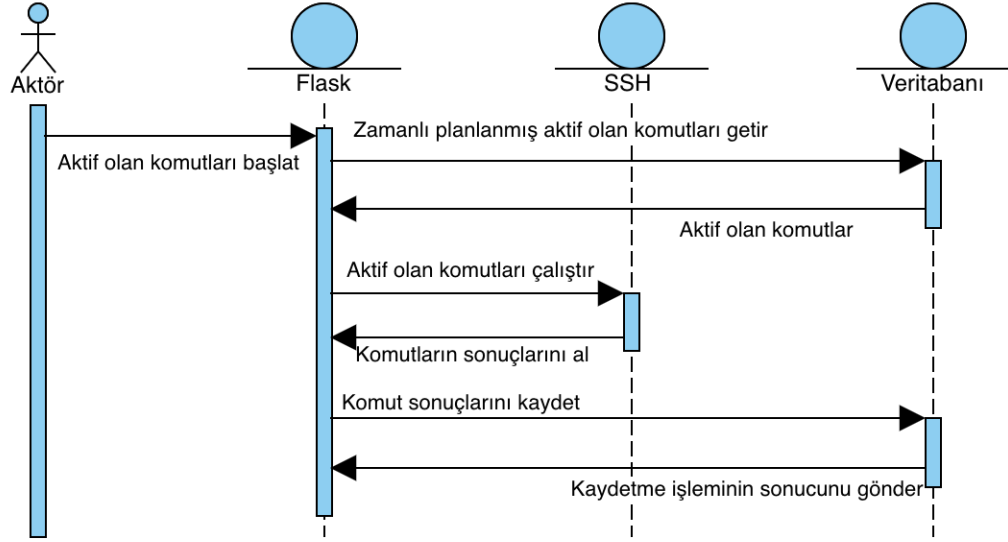 Aktör
Flask
SSH
Veritabanı
Zamanlı planlanmış aktif olan komutları getir
Aktif olan komutları başlat
Aktif olan komutlar
Aktif olan komutları çalıştır
Komutların sonuçlarını al
Komut sonuçlarını kaydet
Kaydetme işleminin sonucunu gönder